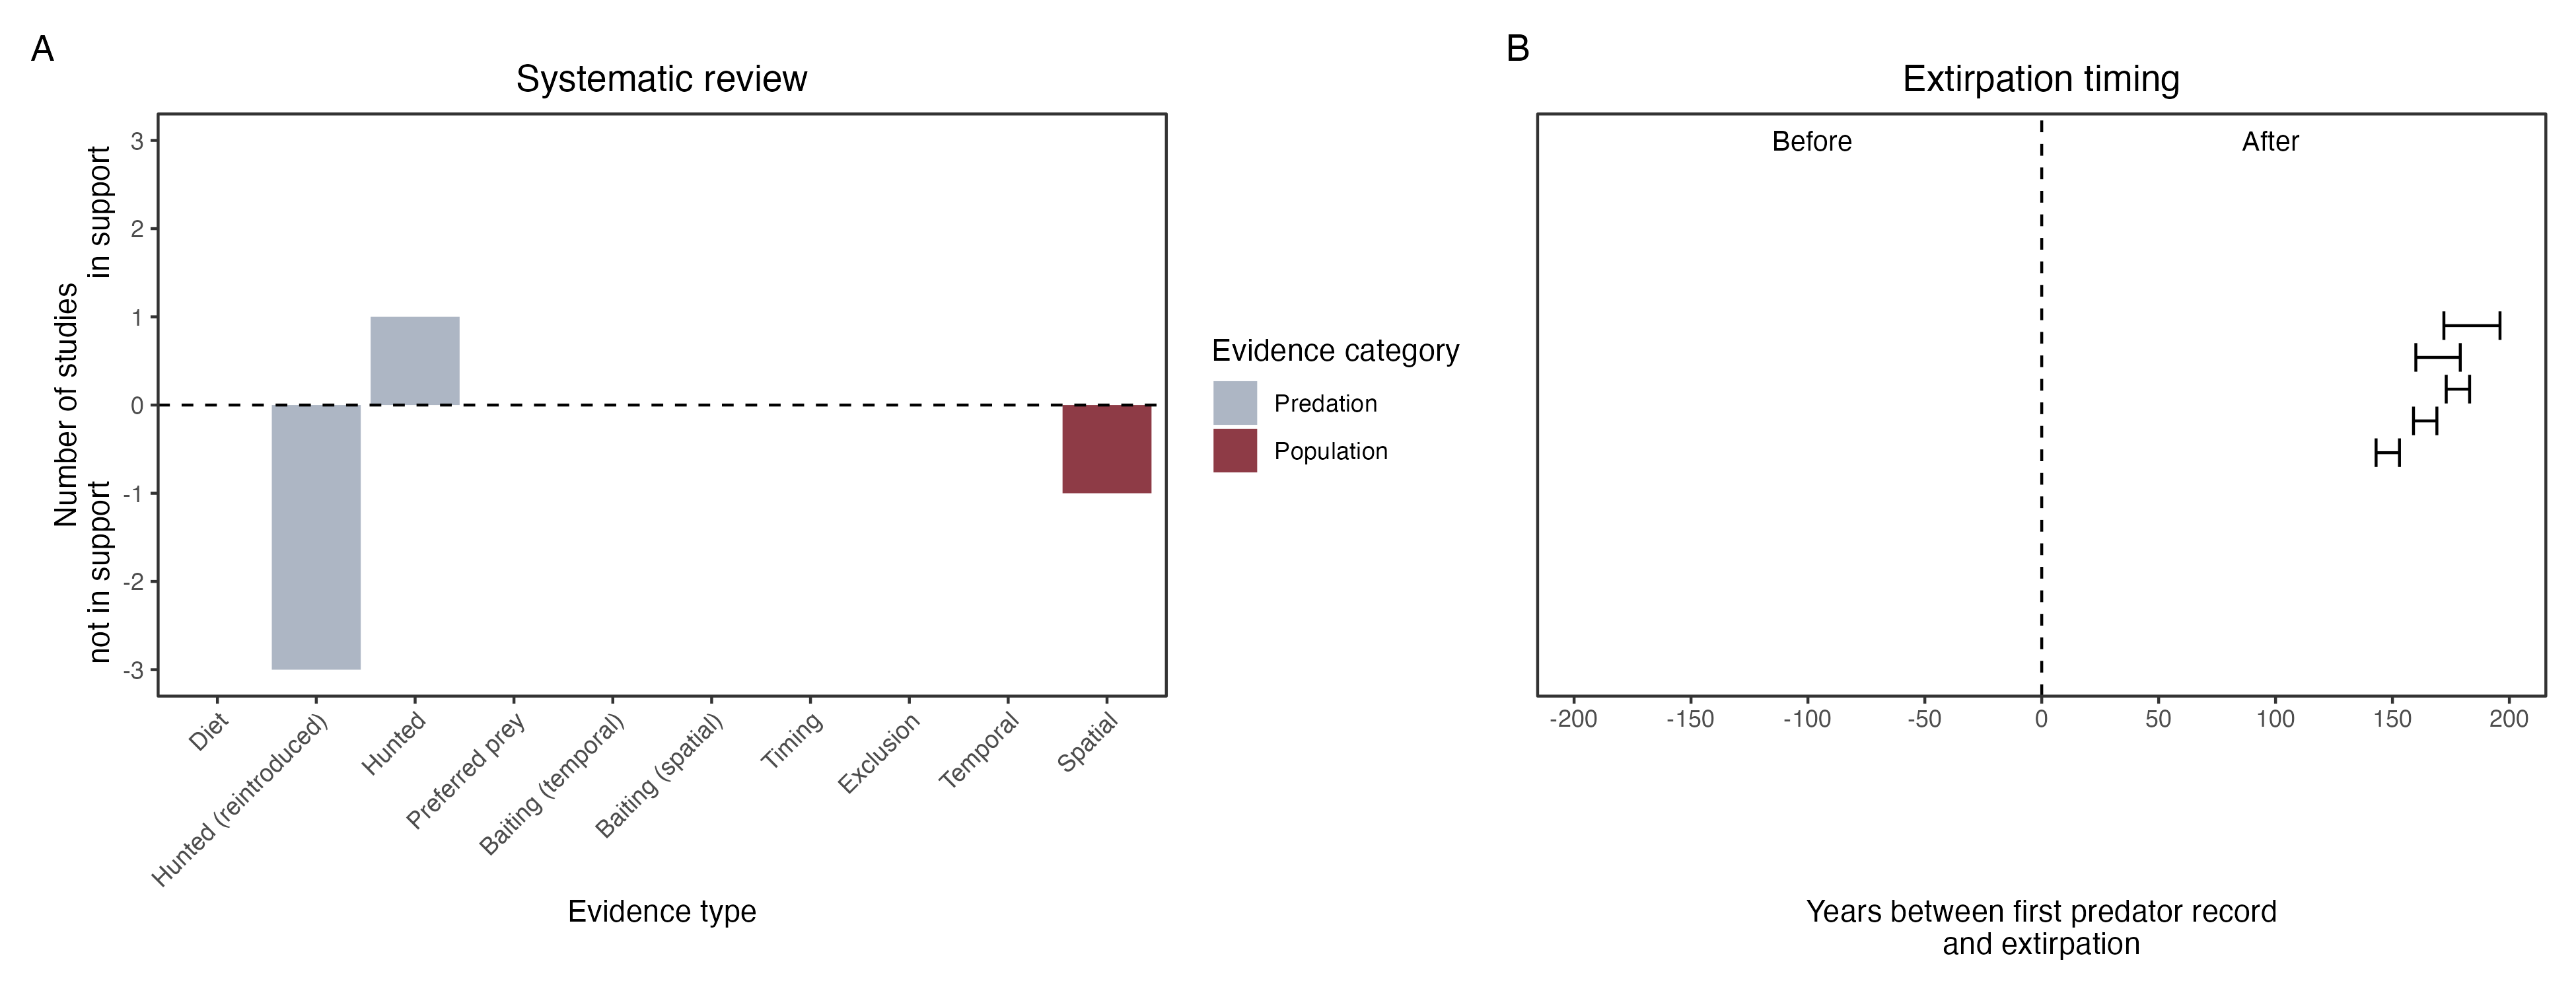 A
Systematic review
Number of studies
not in support
in support
3
2
1
0
-1
-2
-3
Diet
Hunted (reintroduced)
Hunted
Preferred prey
Baiting (temporal)
Baiting (spatial)
Timing
Exclusion
Temporal
Spatial
Evidence type
Evidence category
Predation
Population
B
Extirpation timing
Before
After
-200
-150
-100
-50
0
50
100
150
200
Years between first predator record
and extirpation